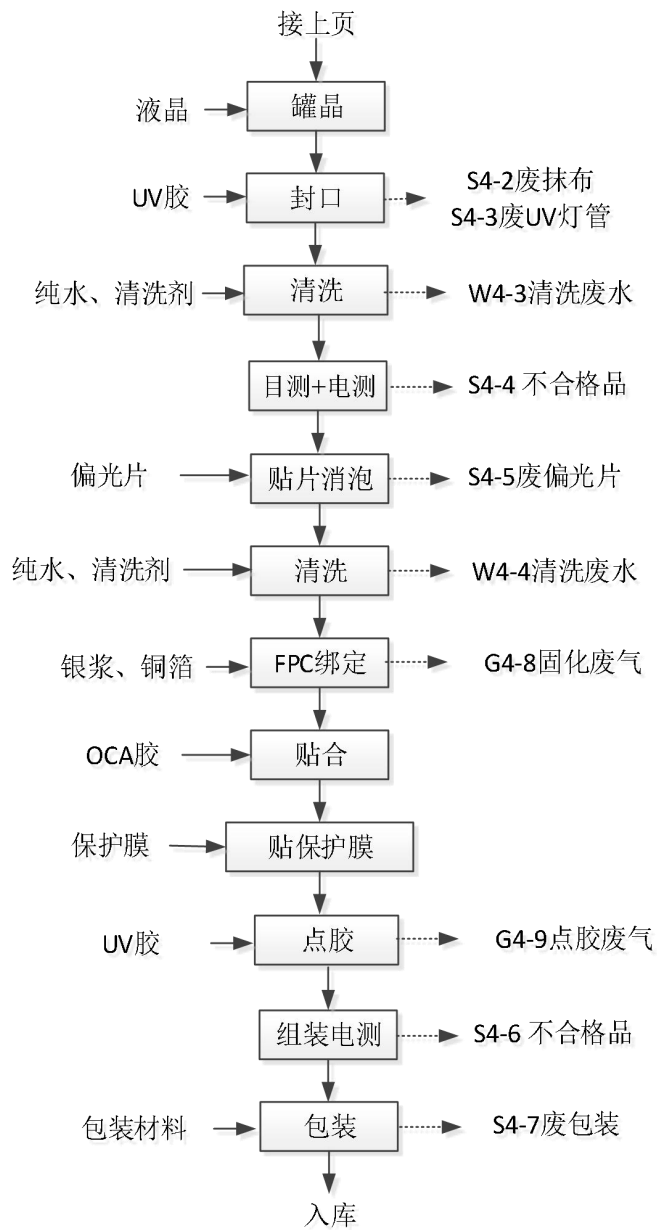 接上页
液晶
罐晶
UV胶
封口
S4-2废抹布
S4-3废UV灯管
纯水、清洗剂
清洗
W4-3清洗废水
目测+电测
S4-4 不合格品
偏光片
贴片消泡
S4-5废偏光片
纯水、清洗剂
清洗
W4-4清洗废水
银浆、铜箔
FPC绑定
G4-8固化废气
OCA胶
贴合
保护膜
贴保护膜
UV胶
点胶
G4-9点胶废气
组装电测
S4-6 不合格品
包装材料
包装
S4-7废包装
入库